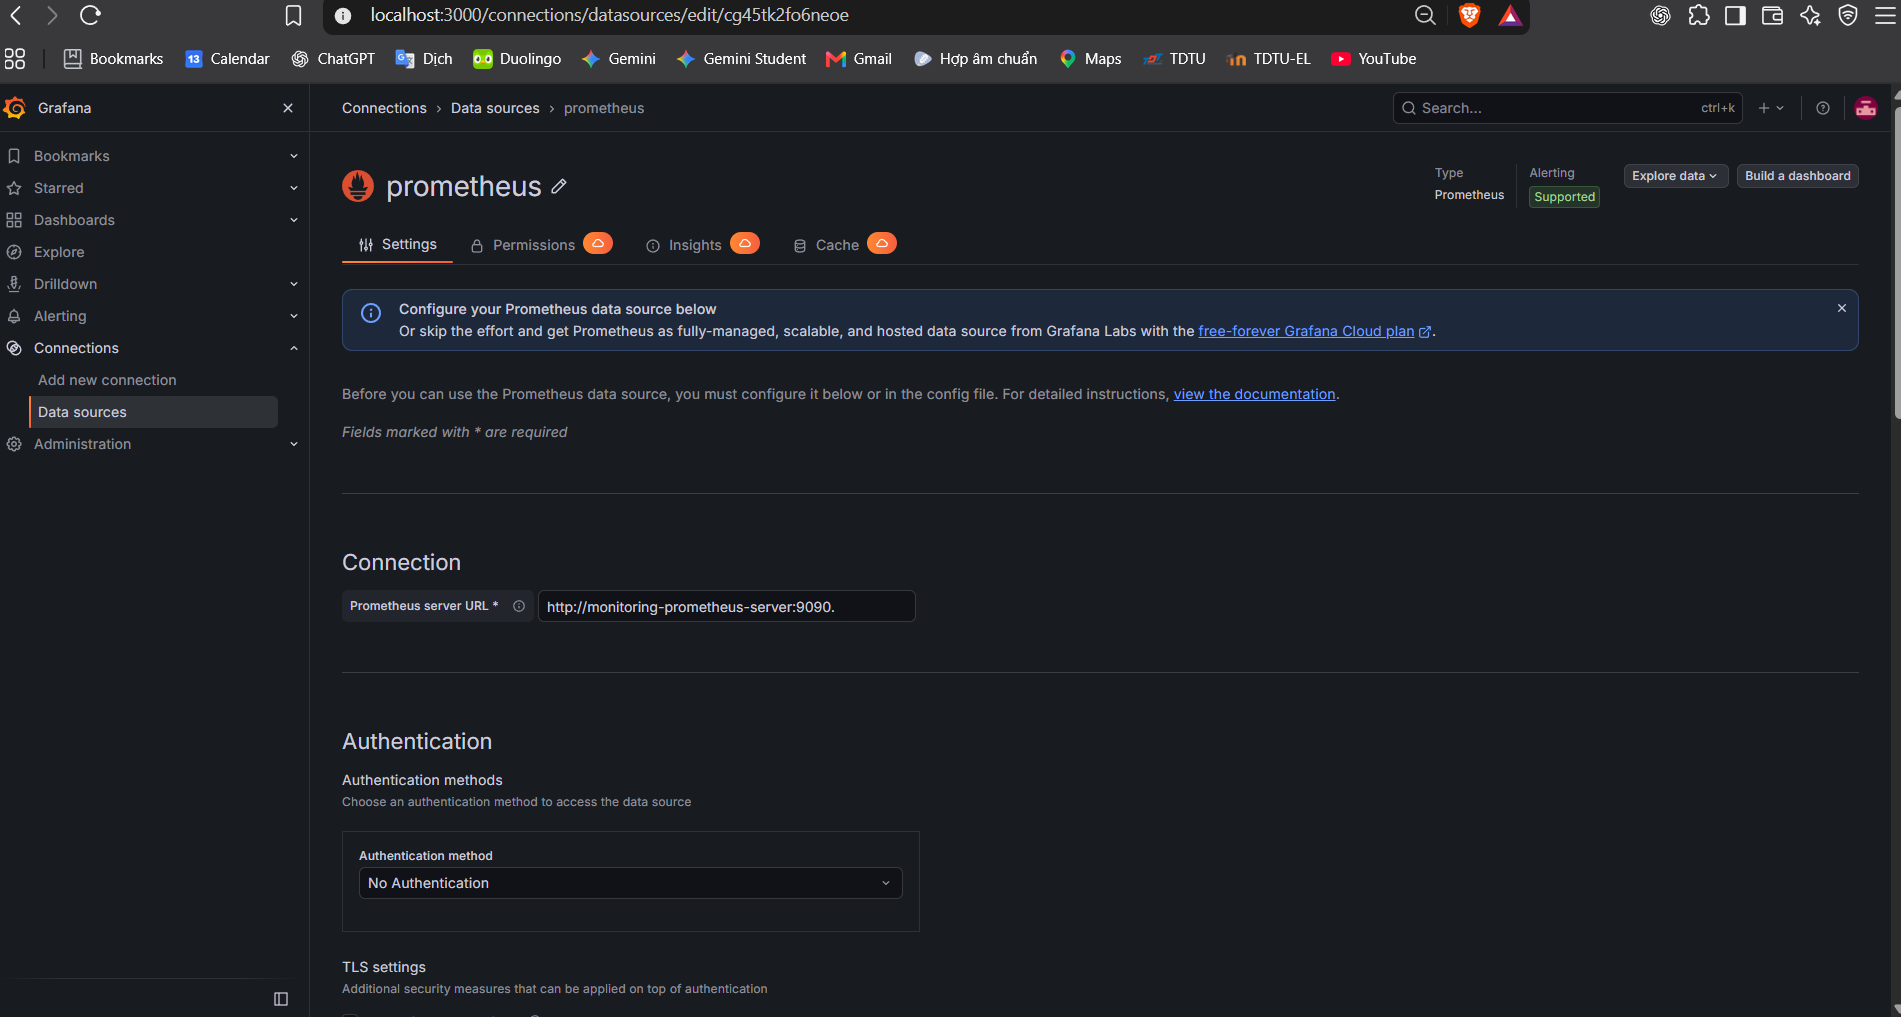 localhost:3000/connections/datasources/edit/cg45tk2fo6neoe
Bookmarks
13 Calendar
ChatGPT
Dịch
Duolingo
Gemini
Gemini Student
Gmail
Hợp âm chuẩn
Maps
TDTU
TDTU-EL
YouTube
Grafana
Connections › Data sources › prometheus
Search... ctrl+k
Bookmarks
Starred
Dashboards
Explore
Drilldown
Alerting
Connections
Add new connection
Data sources
Administration
prometheus
Type
Prometheus
Alerting
Supported
Explore data
Build a dashboard
Settings
Permissions
Insights
Cache
Configure your Prometheus data source below
Or skip the effort and get Prometheus as fully-managed, scalable, and hosted data source from Grafana Labs with the free-forever Grafana Cloud plan.
Before you can use the Prometheus data source, you must configure it below or in the config file. For detailed instructions, view the documentation.
Fields marked with * are required
Connection
Prometheus server URL * http://monitoring-prometheus-server:9090.
Authentication
Authentication methods
Choose an authentication method to access the data source
Authentication method
No Authentication
TLS settings
Additional security measures that can be applied on top of authentication